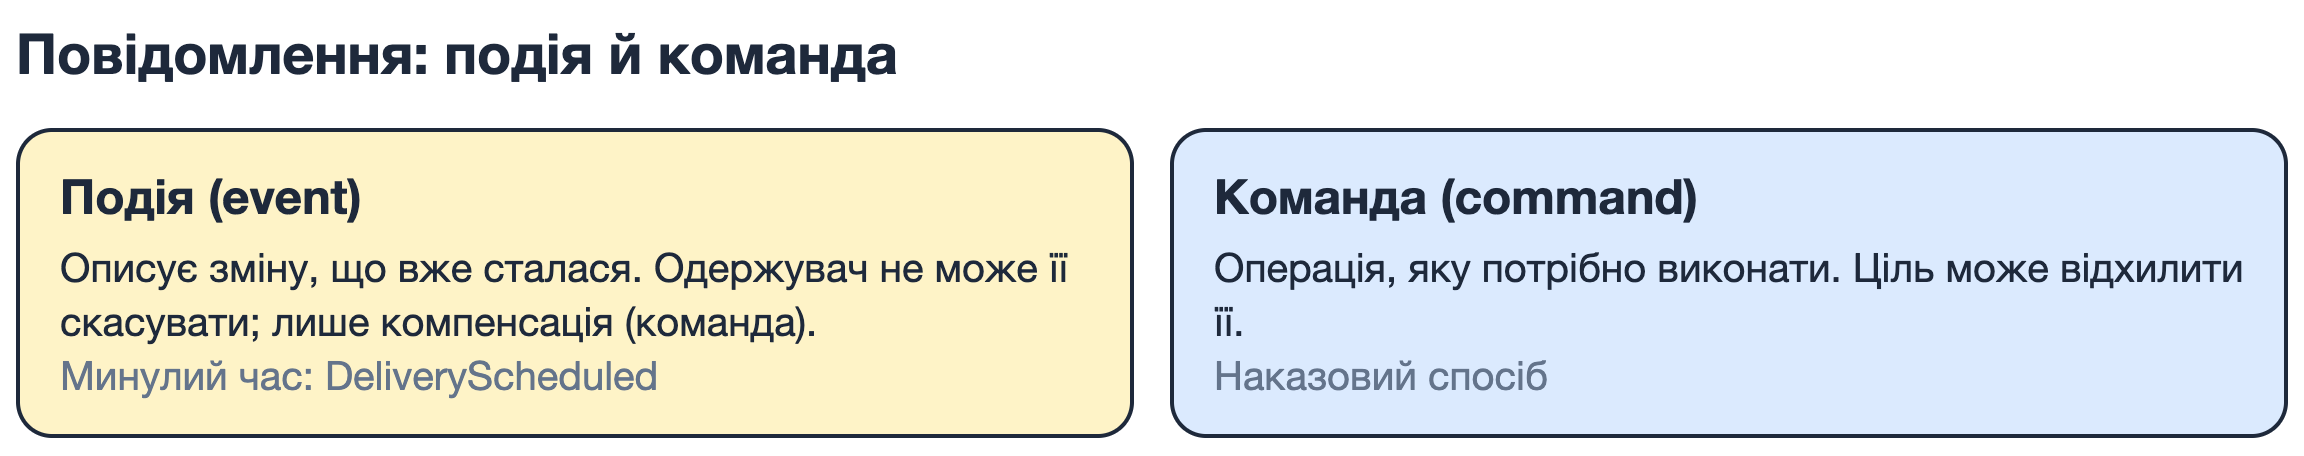 Повідомлення: подія й команда
Подія (event)
Описує зміну, що вже сталася. Одержувач не може її
скасувати; лише компенсація (команда).
Минулий час: DeliveryScheduled
Команда (command)
Операція, яку потрібно виконати. Ціль може відхилити
її.
Наказовий спосіб